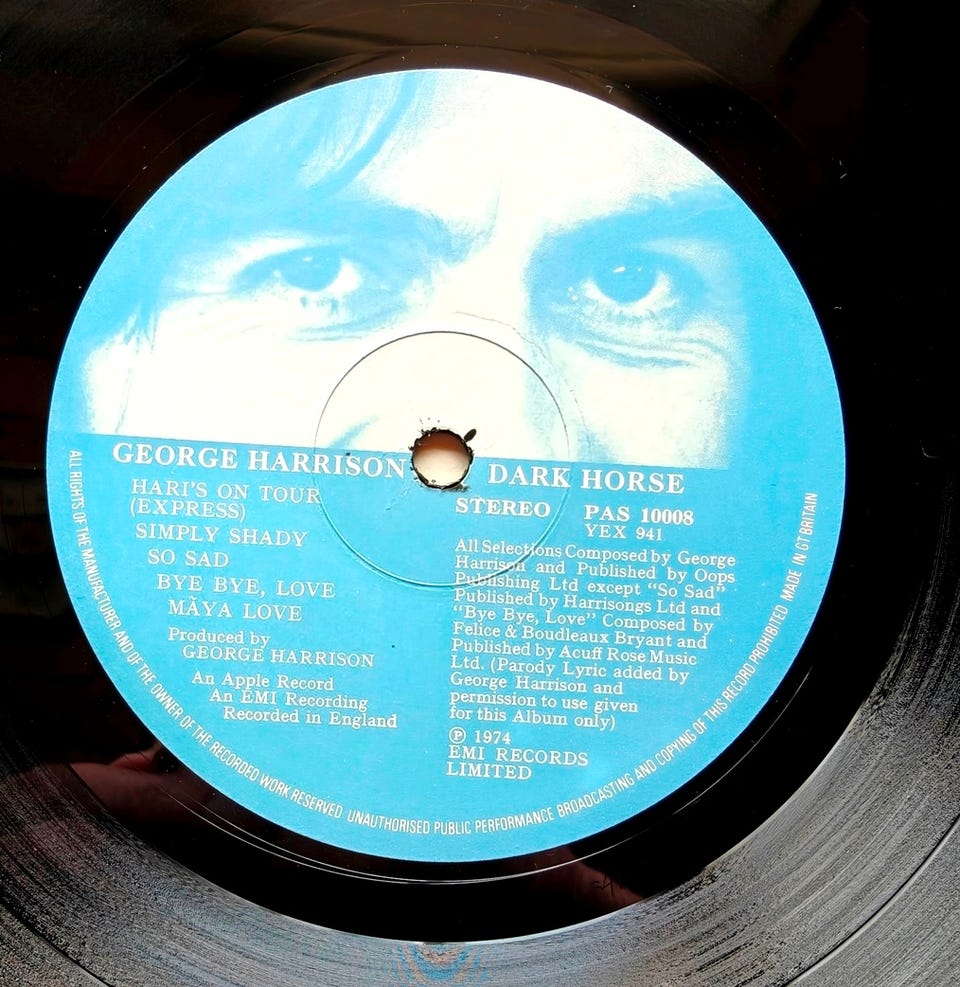 GEORGE HARRISON DARK HORSE
HARI'S ON TOUR
(EXPRESS)
SIMPLY SHADY
SO SAD
BYE BYE, LOVE
MĀYA LOVE
Produced by
GEORGE HARRISON
An Apple Record
An EMI Recording
Recorded in England
STEREO PAS 10008
YEX 941
All Selections Composed by George
Harrison and Published by Oops
Publishing Ltd except “So Sad”
Published by Harrisongs Ltd and
“Bye Bye, Love” Composed by
Felice & Boudleaux Bryant and
Published by Acuff Rose Music
Ltd. (Parody Lyric added by
George Harrison and
permission to use given
for this Album only)
Ⓟ 1974
EMI RECORDS
LIMITED
ALL RIGHTS OF THE MANUFACTURER AND OF THE OWNER OF THE RECORDED WORK RESERVED UNAUTHORISED PUBLIC PERFORMANCE BROADCASTING AND COPYING OF THIS RECORD PROHIBITED MADE IN GT BRITAIN